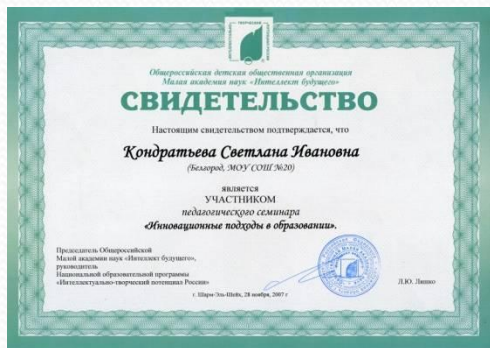 Общероссийская детская общественная организация
Малая академия наук «Интеллект будущего»
СВИДЕТЕЛЬСТВО
Настоящим свидетельством подтверждается, что
Кондратьева Светлана Ивановна
(Белгород, МОУ СОШ №20)
является
УЧАСТНИКОМ
педагогического семинара
«Инновационные подходы в образовании».
Председатель Общероссийской
Малой академии наук «Интеллект будущего»,
руководитель
Национальной образовательной программы
«Интеллектуально-творческий потенциал России»
Л.Ю. Ляшко
г. Шарм-Эль-Шейх, 28 ноября, 2007 г